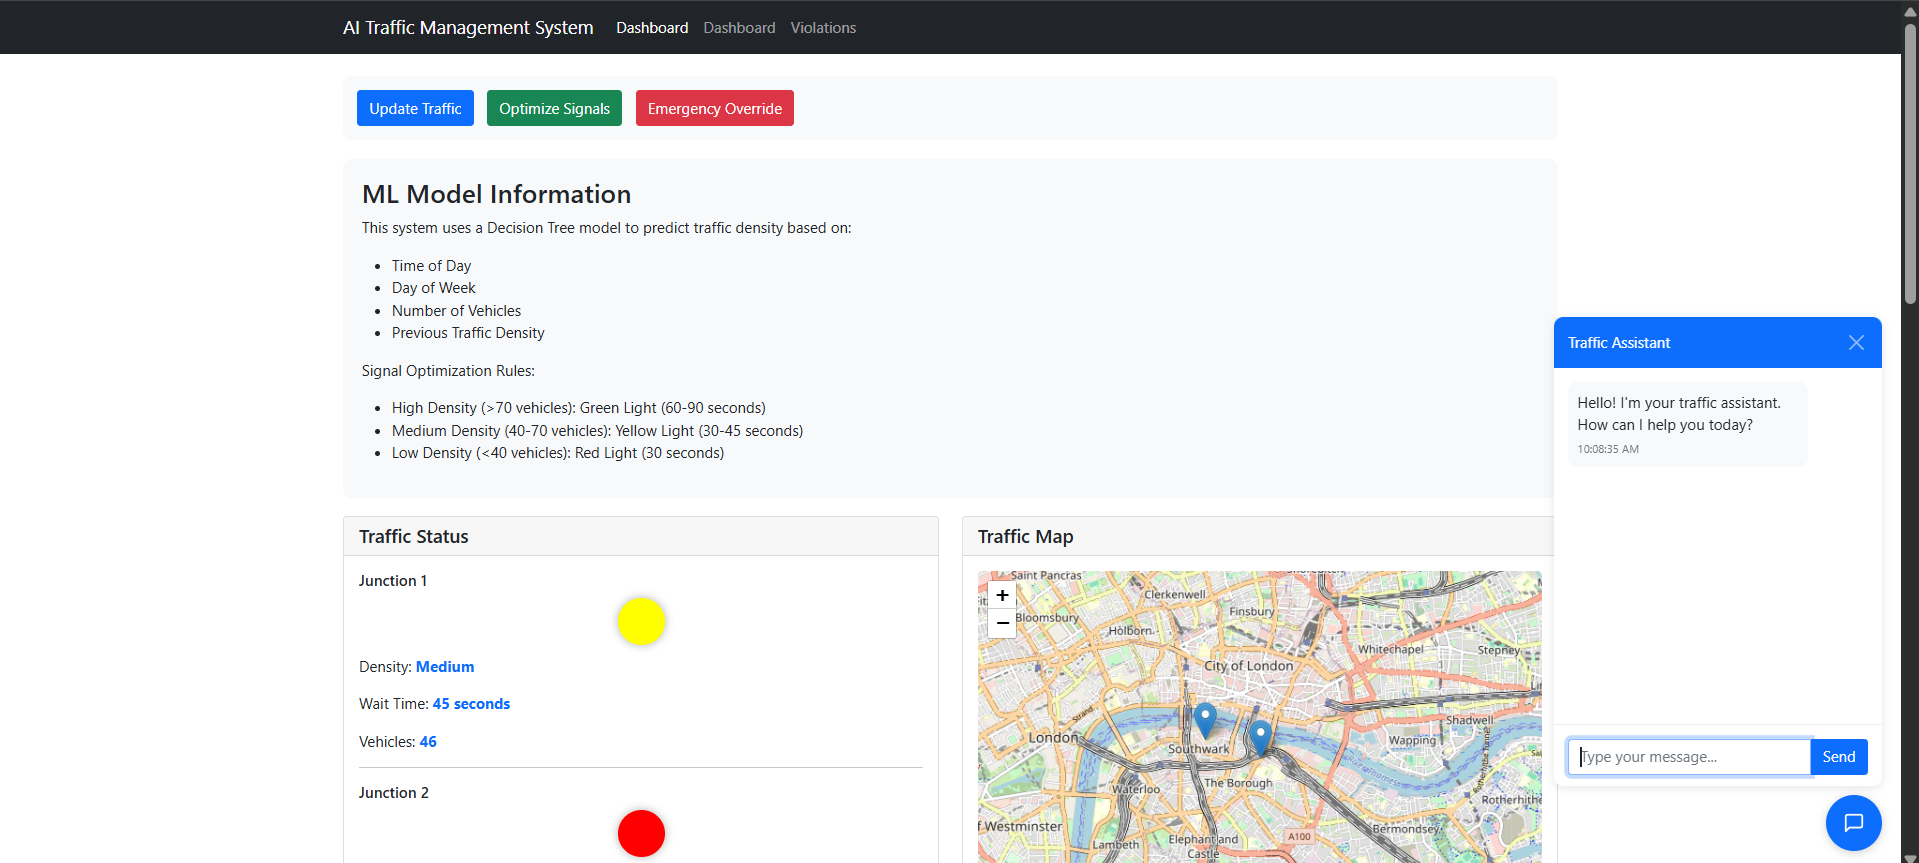 AI Traffic Management System Dashboard Dashboard Violations
Update Traffic Optimize Signals Emergency Override
ML Model Information
This system uses a Decision Tree model to predict traffic density based on:
• Time of Day
• Day of Week
• Number of Vehicles
• Previous Traffic Density
Signal Optimization Rules:
• High Density (>70 vehicles): Green Light (60-90 seconds)
• Medium Density (40-70 vehicles): Yellow Light (30-45 seconds)
• Low Density (<40 vehicles): Red Light (30 seconds)
Traffic Status
Junction 1
Density: Medium
Wait Time: 45 seconds
Vehicles: 46
Junction 2
Traffic Map
+
−
Saint Pancras
Clerkenwell
Finsbury
Bloomsbury
Holborn
Whitechapel
Stepney
City of London
Strand
London
Southwark
Shadwell
Wapping
The Borough
Waterloo
Rotherhithe
f Westminster
A100
Bermondsey
Elephant and
Castle
Lambeth
Traffic Assistant
Hello! I'm your traffic assistant.
How can I help you today?
10:08:35 AM
Type your message...
Send